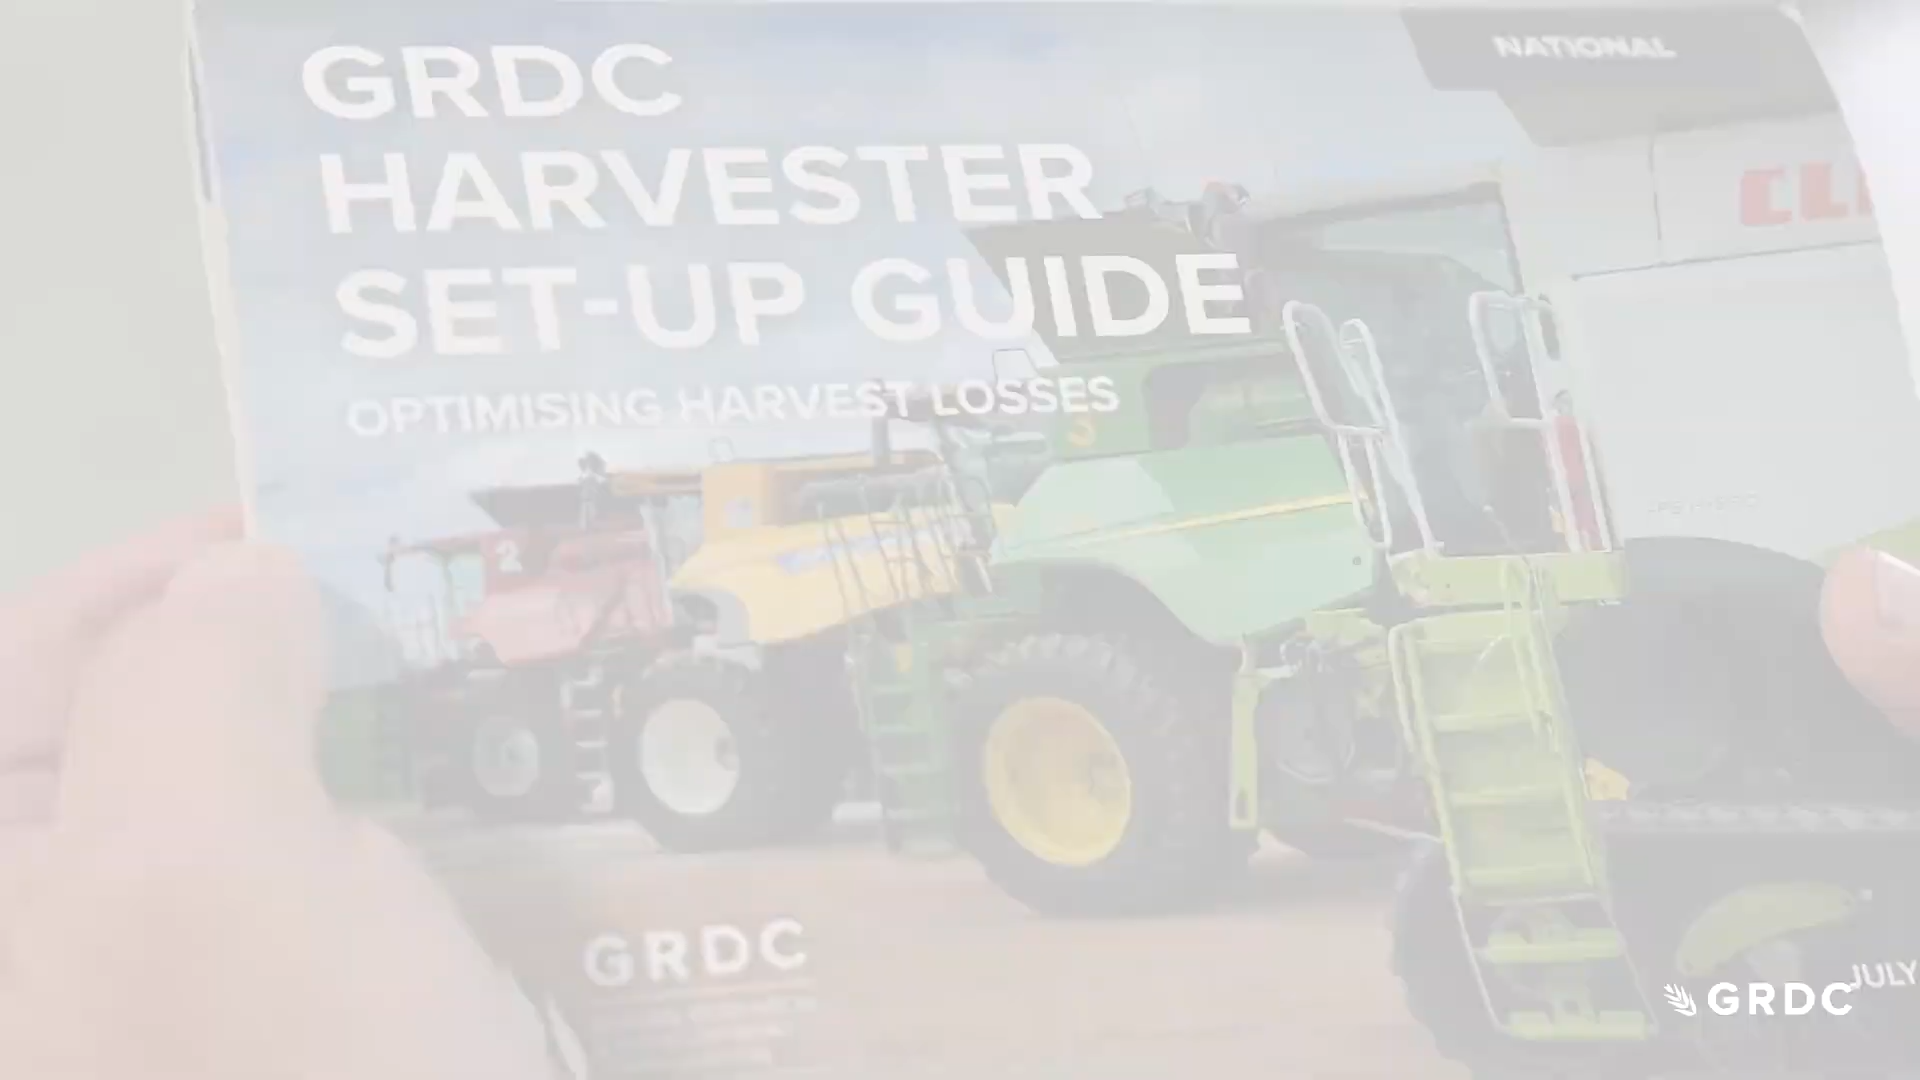 GRDC
HARVESTER
SET-UP GUIDE
OPTIMISING HARVEST LOSSES
NATIONAL
2
3
GRDC
JULY
GRDC